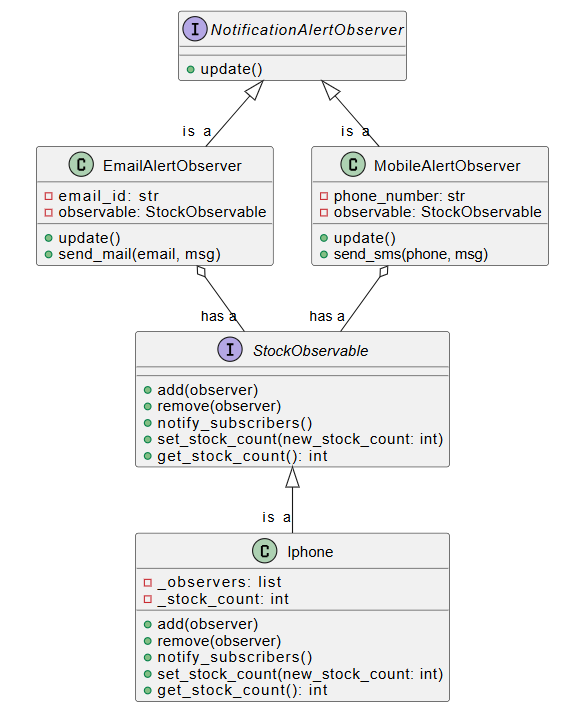 I NotificationAlertObserver
update()
is a
is a
C EmailAlertObserver
email_id: str
observable: StockObservable
update()
send_mail(email, msg)
C MobileAlertObserver
phone_number: str
observable: StockObservable
update()
send_sms(phone, msg)
has a
has a
I StockObservable
add(observer)
remove(observer)
notify_subscribers()
set_stock_count(new_stock_count: int)
get_stock_count(): int
is a
C Iphone
_observers: list
_stock_count: int
add(observer)
remove(observer)
notify_subscribers()
set_stock_count(new_stock_count: int)
get_stock_count(): int